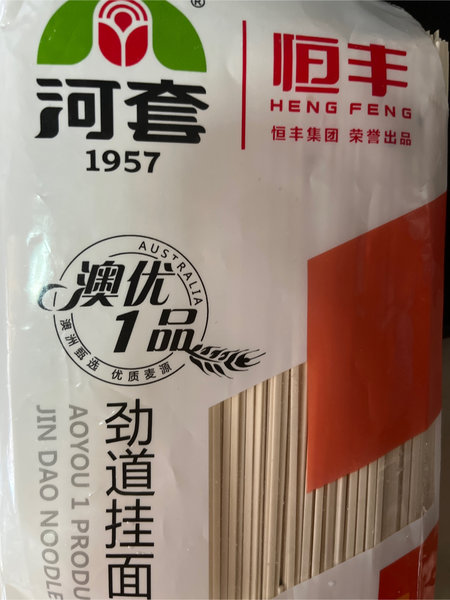 ®
河套
1957
恒丰
HENG FENG
恒丰集团 荣誉出品
AUSTRALIA
澳优
1品
澳洲甄选 优质麦源
劲道挂面
AOYOU 1 PRODU
JIN DAO NOODLE